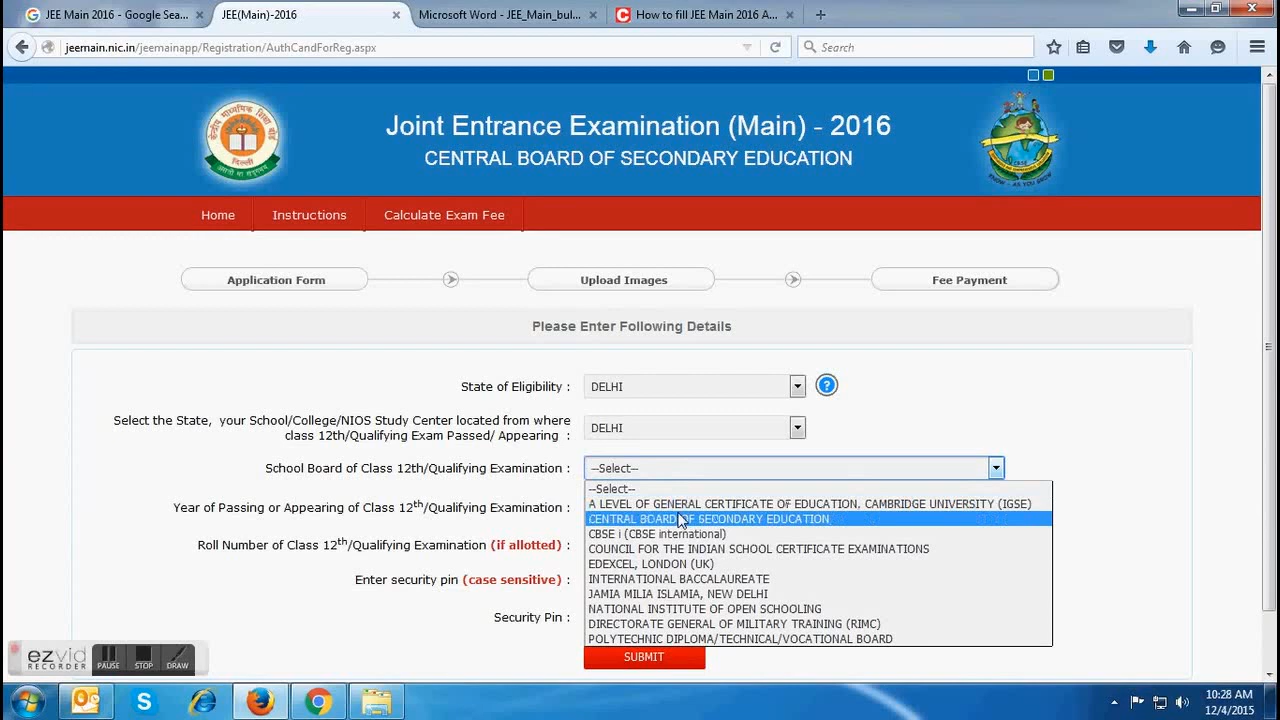 JEE Main 2016 - Google Sea...
JEE(Main)-2016
Microsoft Word - JEE_Main_bul...
How to fill JEE Main 2016 A...
jeemain.nic.in/jeemainapp/Registration/AuthCandForReg.aspx
Search
Joint Entrance Examination (Main) - 2016
CENTRAL BOARD OF SECONDARY EDUCATION
Home
Instructions
Calculate Exam Fee
Application Form
Upload Images
Fee Payment
Please Enter Following Details
State of Eligibility :
DELHI
?
Select the State, your School/College/NIOS Study Center located from where
class 12th/Qualifying Exam Passed/ Appearing :
DELHI
School Board of Class 12th/Qualifying Examination :
--Select--
--Select--
A LEVEL OF GENERAL CERTIFICATE OF EDUCATION, CAMBRIDGE UNIVERSITY (IGSE)
Year of Passing or Appearing of Class 12th/Qualifying Examination :
CENTRAL BOARD OF SECONDARY EDUCATION
CBSE i (CBSE international)
Roll Number of Class 12th/Qualifying Examination (if allotted) :
COUNCIL FOR THE INDIAN SCHOOL CERTIFICATE EXAMINATIONS
EDEXCEL, LONDON (UK)
Enter security pin (case sensitive) :
INTERNATIONAL BACCALAUREATE
JAMIA MILIA ISLAMIA, NEW DELHI
NATIONAL INSTITUTE OF OPEN SCHOOLING
Security Pin :
DIRECTORATE GENERAL OF MILITARY TRAINING (RIMC)
POLYTECHNIC DIPLOMA/TECHNICAL/VOCATIONAL BOARD
SUBMIT
ezvid
RECORDER
PAUSE
STOP
DRAW
10:28 AM
12/4/2015